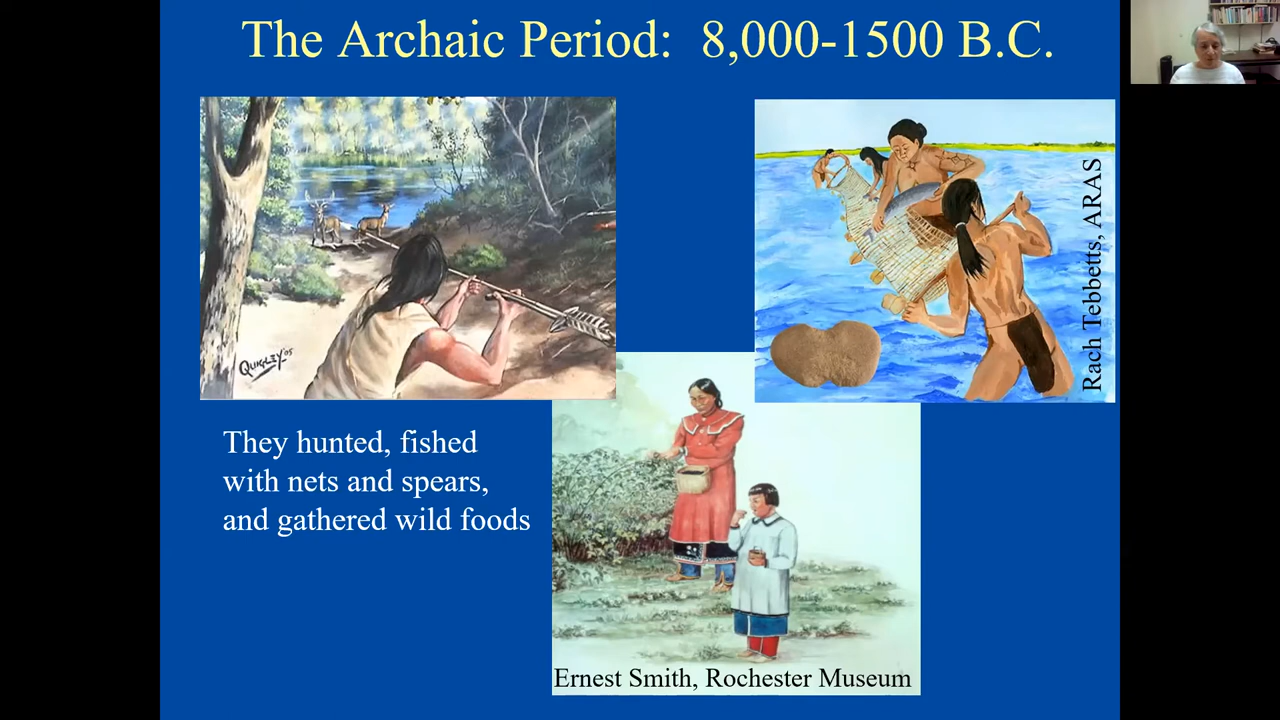 The Archaic Period: 8,000-1500 B.C.
QUIGLEY '05
Rach Tebbetts, ARAS
They hunted, fished
with nets and spears,
and gathered wild foods
Ernest Smith, Rochester Museum